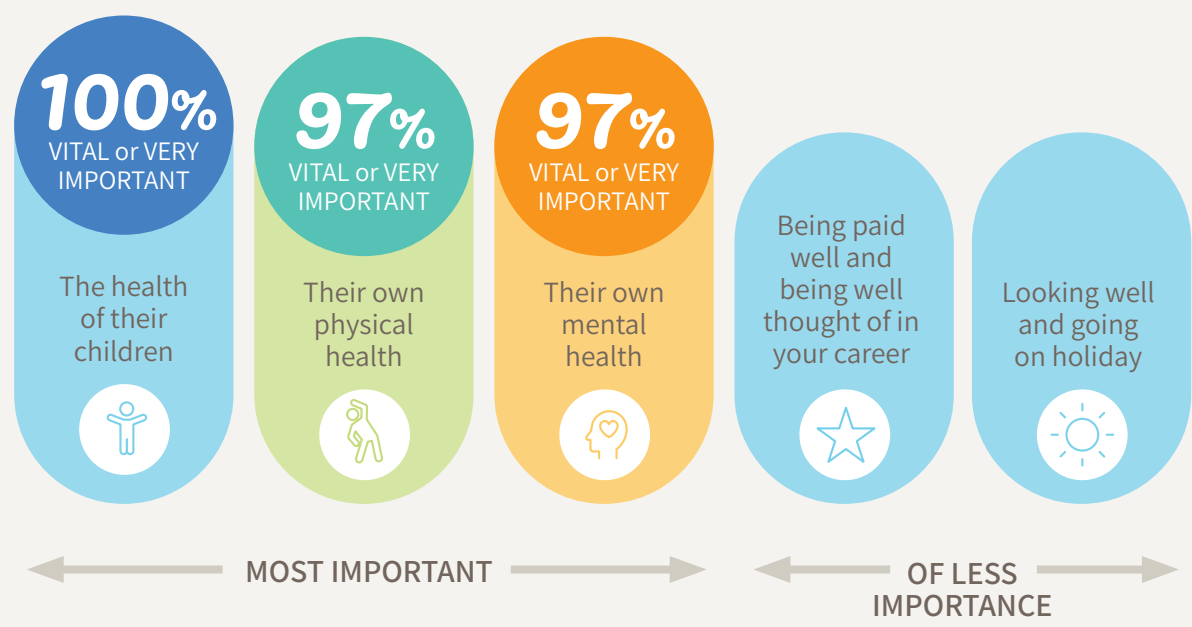 100%
VITAL or VERY
IMPORTANT
The health
of their
children
97%
VITAL or VERY
IMPORTANT
Their own
physical
health
97%
VITAL or VERY
IMPORTANT
Their own
mental
health
Being paid
well and
being well
thought of in
your career
Looking well
and going
on holiday
MOST IMPORTANT
OF LESS
IMPORTANCE